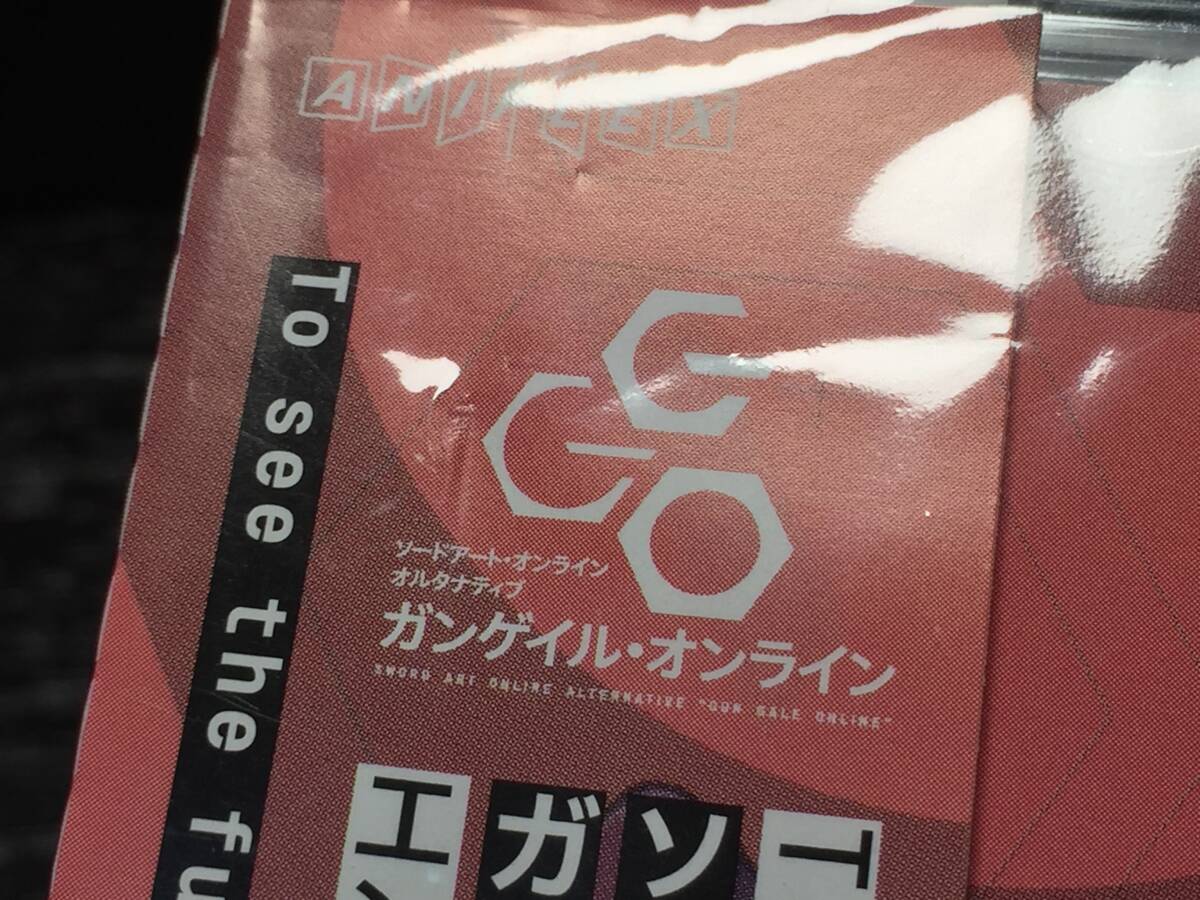 ANIPLEX
GGO
ソードアート・オンライン
オルタナティブ
ガンゲイル・オンライン
SWORD ART ONLINE ALTERNATIVE "GUN GALE ONLINE"
To see the fu
T
ソ
ガ
エ